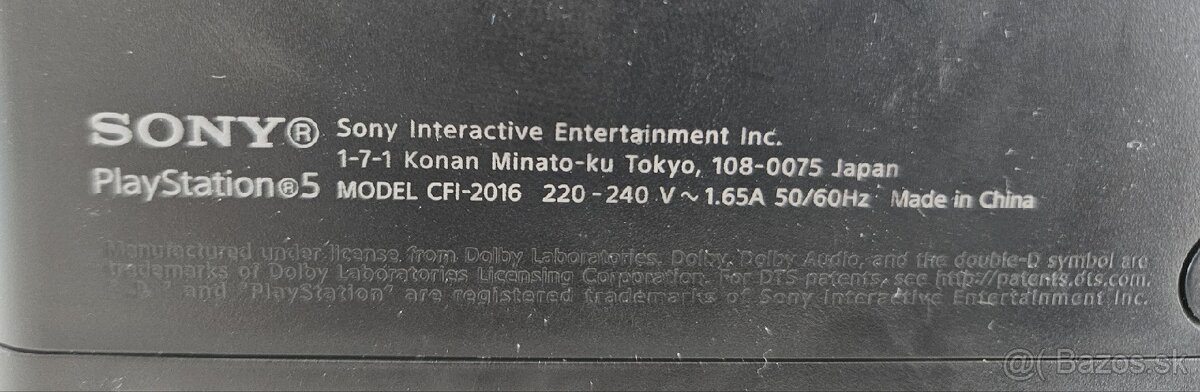 SONY® Sony Interactive Entertainment Inc.
1-7-1 Konan Minato-ku Tokyo, 108-0075 Japan
PlayStation®5 MODEL CFI-2016 220-240 V~1.65A 50/60Hz Made in China
Manufactured under license from Dolby Laboratories. Dolby, Dolby Audio, and the double-D symbol are
trademarks of Dolby Laboratories Licensing Corporation. For DTS patents, see http://patents.dts.com.
and "PlayStation" are registered trademarks of Sony Interactive Entertainment Inc.
@( Bazos.sk